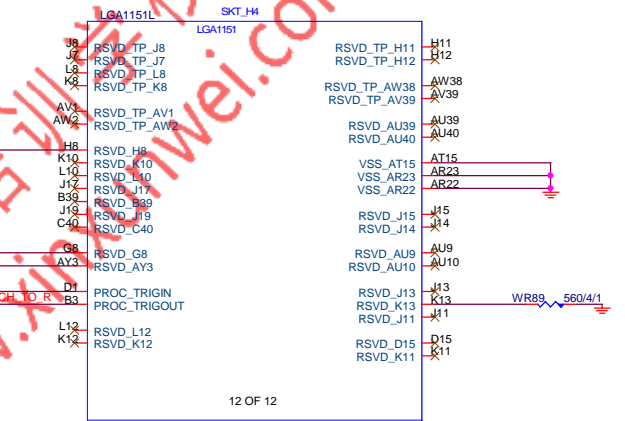 LGA1151L SKT_H4
LGA1151
J8 RSVD_TP_J8 RSVD_TP_H11 H11
J7 RSVD_TP_J7 RSVD_TP_H12 H12
L8 RSVD_TP_L8
K8 RSVD_TP_K8 RSVD_TP_AW38 AW38
RSVD_TP_AV39 AV39
AV1 RSVD_TP_AV1
AW2 RSVD_TP_AW2 RSVD_AU39 AU39
RSVD_AU40 AU40
H8 RSVD_H8
K10 RSVD_K10 VSS_AT15 AT15
L10 RSVD_L10 VSS_AR23 AR23
J17 RSVD_J17 VSS_AR22 AR22
B39 RSVD_B39
J19 RSVD_J19 RSVD_J15 J15
C40 RSVD_C40 RSVD_J14 J14
G8 RSVD_G8 RSVD_AU9 AU9
AY3 RSVD_AY3 RSVD_AU10 AU10
D1 PROC_TRIGIN RSVD_J13 J13
CH_TO_R B3 PROC_TRIGOUT RSVD_K13 K13 WR89 560/4/1
RSVD_J11 J11
L12 RSVD_L12
K12 RSVD_K12 RSVD_D15 D15
RSVD_K11 K11
12 OF 12
www.xinxunwei.com